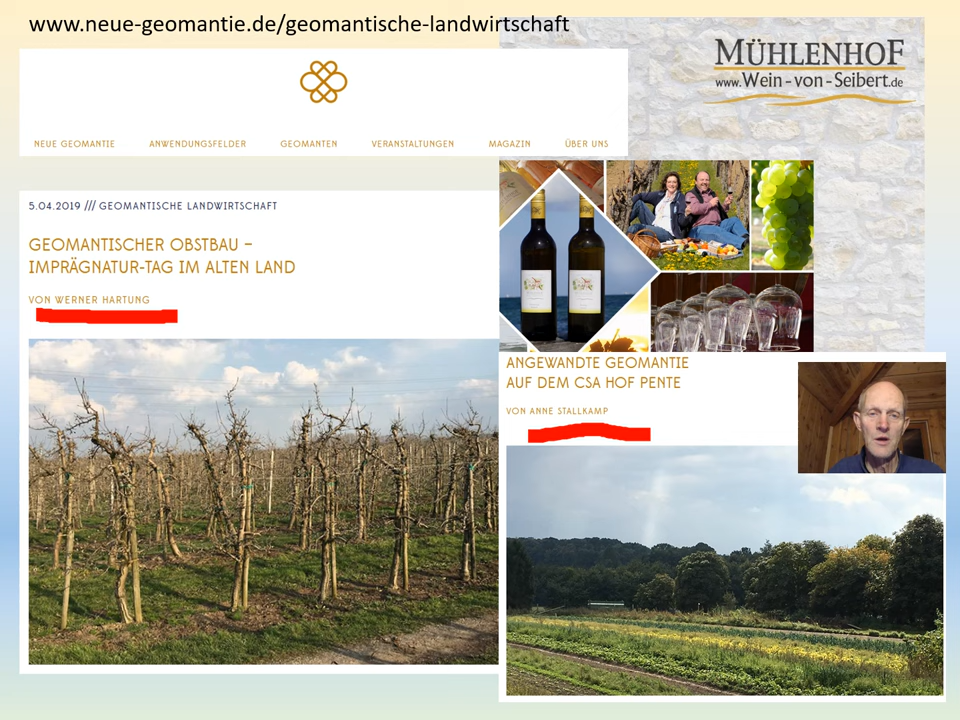 www.neue-geomantie.de/geomantische-landwirtschaft
MÜHLENHOF
www.Wein-von-Seibert.de
NEUE GEOMANTIE ANWENDUNGSFELDER GEOMANTEN VERANSTALTUNGEN MAGAZIN ÜBER UNS
5.04.2019 /// GEOMANTISCHE LANDWIRTSCHAFT
GEOMANTISCHER OBSTBAU –
IMPRÄGNATUR-TAG IM ALTEN LAND
VON WERNER HARTUNG
ANGEWANDTE GEOMANTIE
AUF DEM CSA HOF PENTE
VON ANNE STALLKAMP